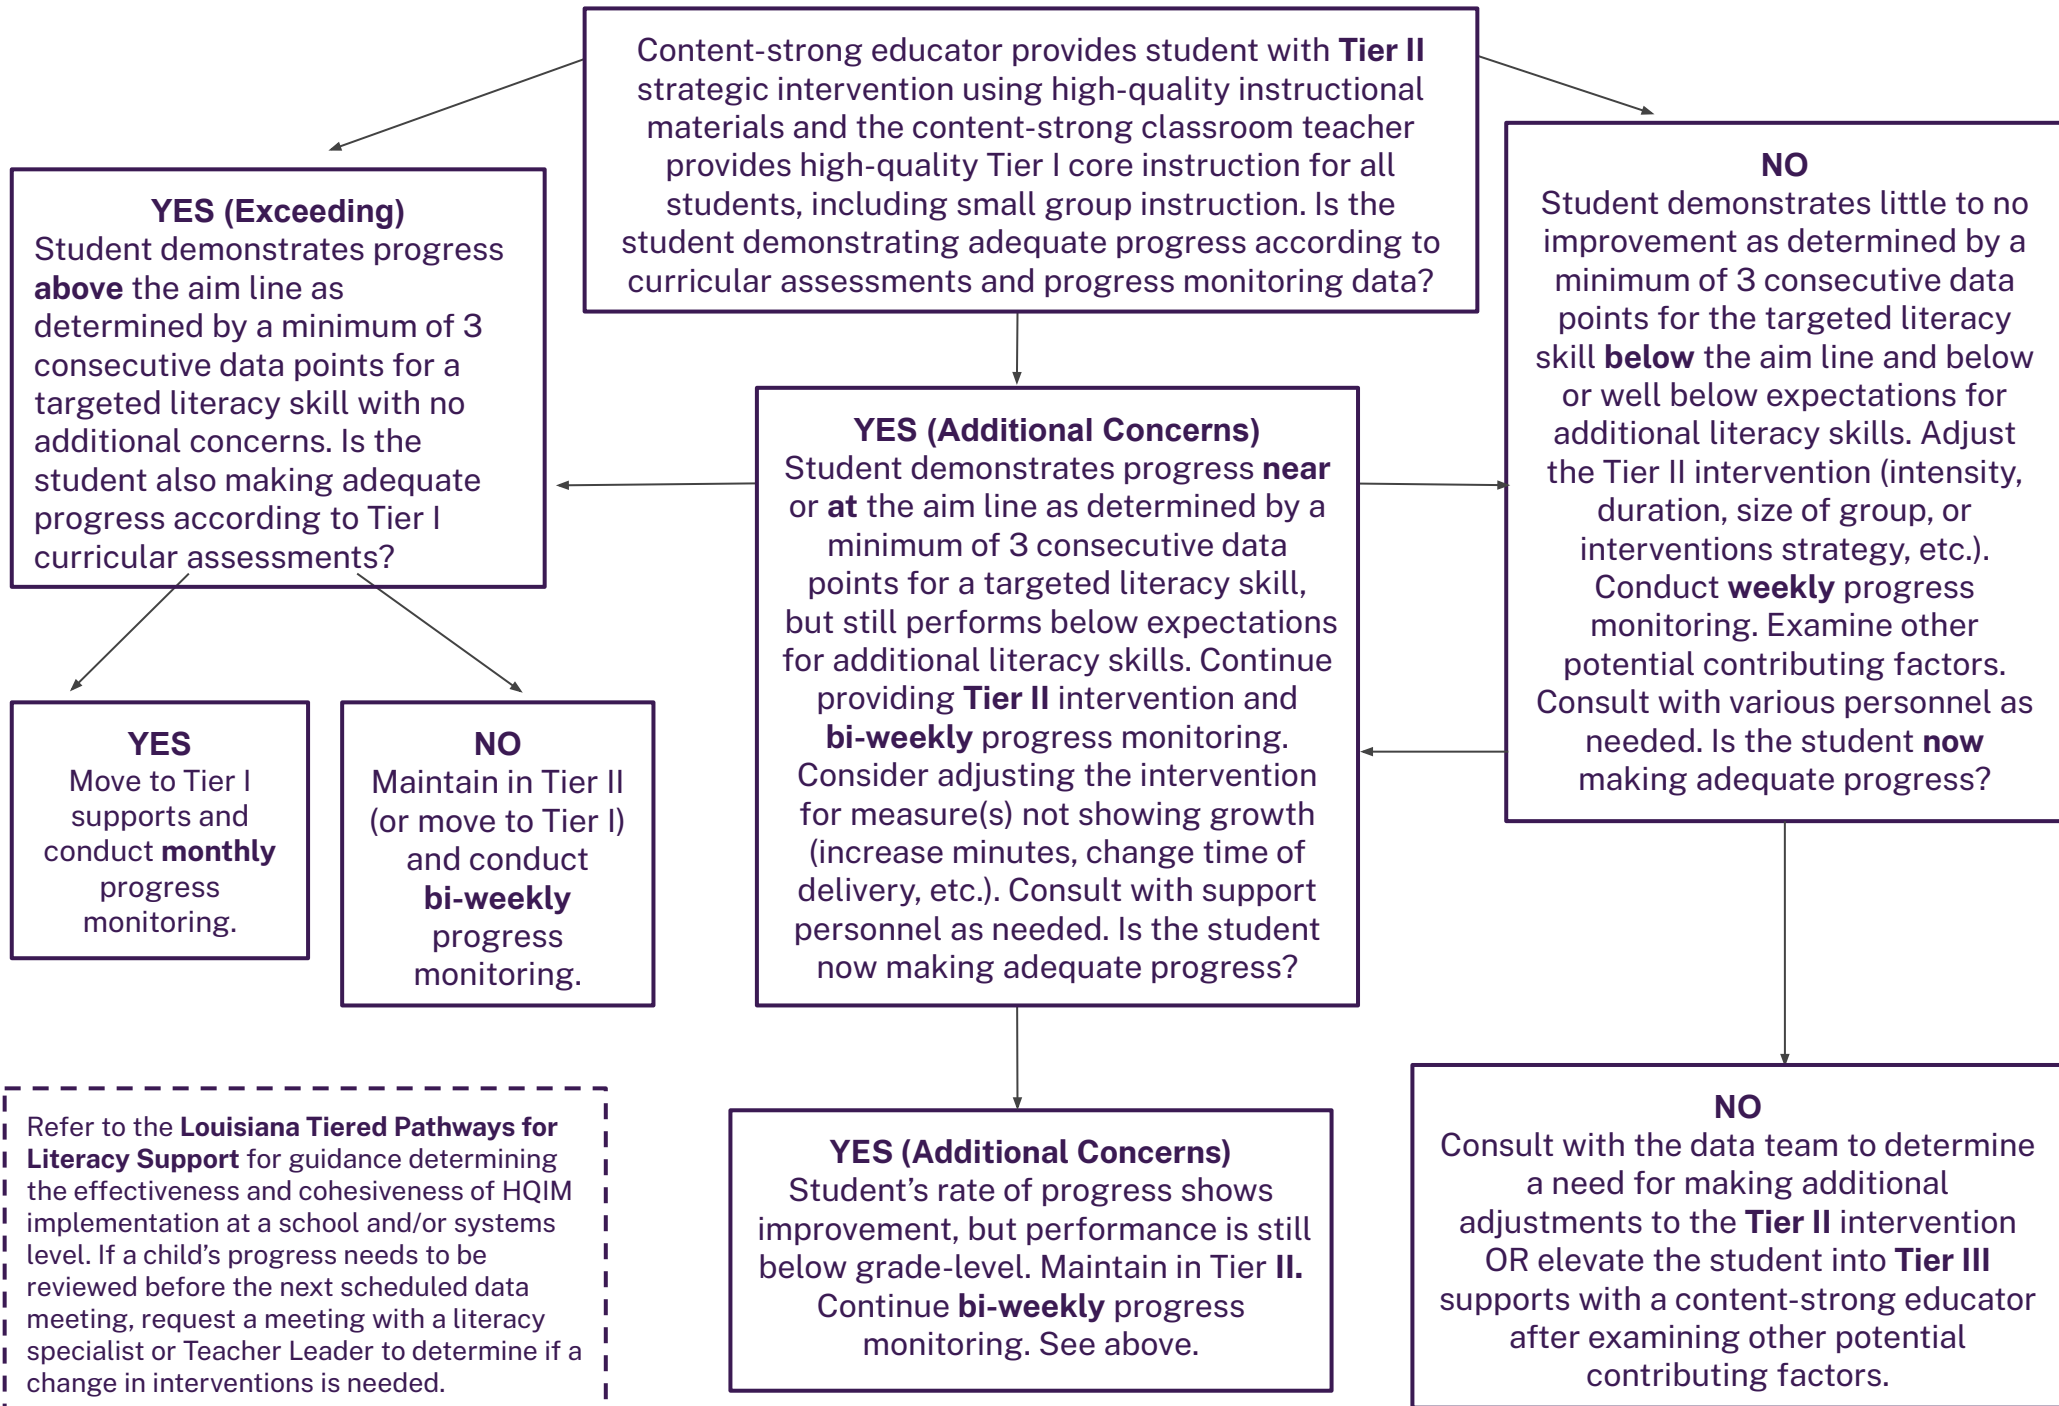 Content-strong educator provides student with Tier II
strategic intervention using high-quality instructional
materials and the content-strong classroom teacher
provides high-quality Tier I core instruction for all
students, including small group instruction. Is the
student demonstrating adequate progress according to
curricular assessments and progress monitoring data?
YES (Exceeding)
Student demonstrates progress
above the aim line as
determined by a minimum of 3
consecutive data points for a
targeted literacy skill with no
additional concerns. Is the
student also making adequate
progress according to Tier I
curricular assessments?
YES (Additional Concerns)
Student demonstrates progress near
or at the aim line as determined by a
minimum of 3 consecutive data
points for a targeted literacy skill,
but still performs below expectations
for additional literacy skills. Continue
providing Tier II intervention and
bi-weekly progress monitoring.
Consider adjusting the intervention
for measure(s) not showing growth
(increase minutes, change time of
delivery, etc.). Consult with support
personnel as needed. Is the student
now making adequate progress?
NO
Student demonstrates little to no
improvement as determined by a
minimum of 3 consecutive data
points for the targeted literacy
skill below the aim line and below
or well below expectations for
additional literacy skills. Adjust
the Tier II intervention (intensity,
duration, size of group, or
interventions strategy, etc.).
Conduct weekly progress
monitoring. Examine other
potential contributing factors.
Consult with various personnel as
needed. Is the student now
making adequate progress?
YES
Move to Tier I
supports and
conduct monthly
progress
monitoring.
NO
Maintain in Tier II
(or move to Tier I)
and conduct
bi-weekly
progress
monitoring.
Refer to the Louisiana Tiered Pathways for
Literacy Support for guidance determining
the effectiveness and cohesiveness of HQIM
implementation at a school and/or systems
level. If a child’s progress needs to be
reviewed before the next scheduled data
meeting, request a meeting with a literacy
specialist or Teacher Leader to determine if a
change in interventions is needed.
YES (Additional Concerns)
Student’s rate of progress shows
improvement, but performance is still
below grade-level. Maintain in Tier II.
Continue bi-weekly progress
monitoring. See above.
NO
Consult with the data team to determine
a need for making additional
adjustments to the Tier II intervention
OR elevate the student into Tier III
supports with a content-strong educator
after examining other potential
contributing factors.